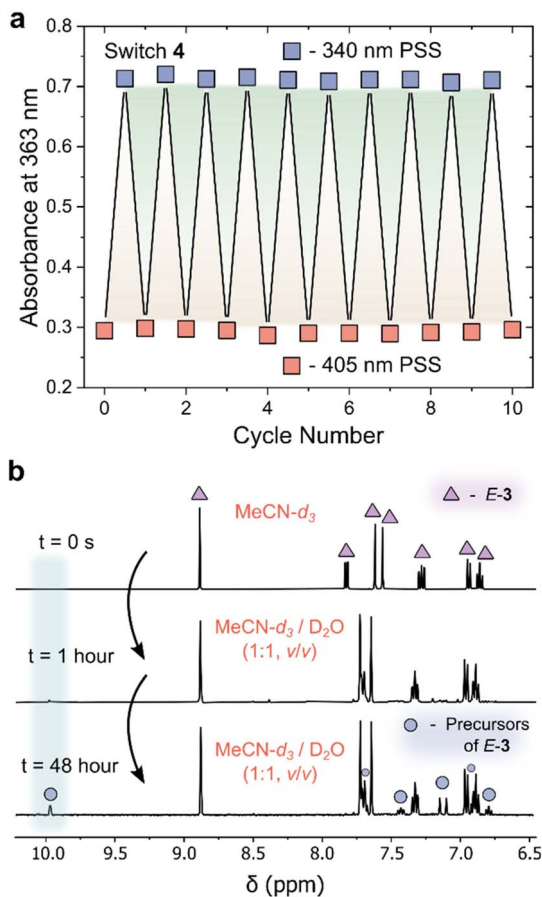 a
Switch 4
- 340 nm PSS
- 405 nm PSS
Absorbance at 363 nm
0.8
0.7
0.6
0.5
0.4
0.3
0.2
0 2 4 6 8 10
Cycle Number
b
- E-3
MeCN-d3
t = 0 s
MeCN-d3 / D2O
(1:1, v/v)
t = 1 hour
MeCN-d3 / D2O
(1:1, v/v)
- Precursors
of E-3
t = 48 hour
10.0 9.5 9.0 8.5 8.0 7.5 7.0 6.5
δ (ppm)